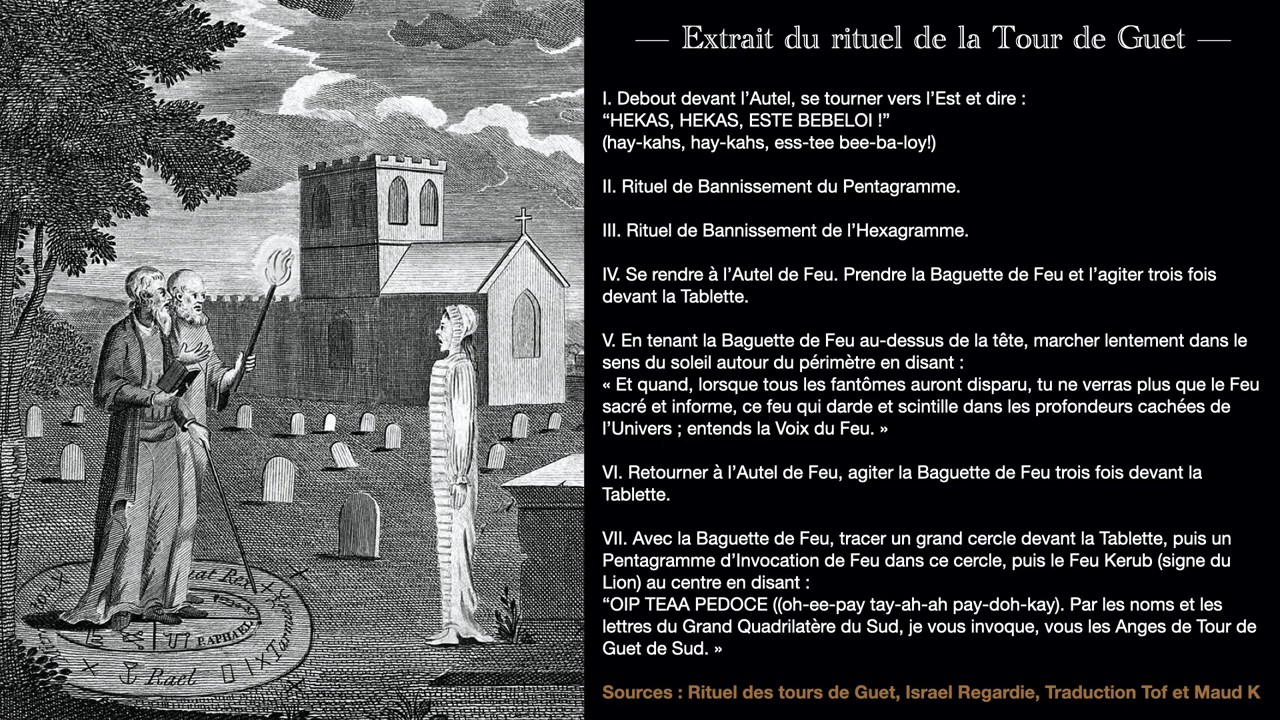 — Extrait du rituel de la Tour de Guet —
I. Debout devant l’Autel, se tourner vers l’Est et dire :
“HEKAS, HEKAS, ESTE BEBELOI !”
(hay-kahs, hay-kahs, ess-tee bee-ba-loy!)
II. Rituel de Bannissement du Pentagramme.
III. Rituel de Bannissement de l’Hexagramme.
IV. Se rendre à l’Autel de Feu. Prendre la Baguette de Feu et l’agiter trois fois
devant la Tablette.
V. En tenant la Baguette de Feu au-dessus de la tête, marcher lentement dans le
sens du soleil autour du périmètre en disant :
« Et quand, lorsque tous les fantômes auront disparu, tu ne verras plus que le Feu
sacré et informe, ce feu qui darde et scintille dans les profondeurs cachées de
l’Univers ; entends la Voix du Feu. »
VI. Retourner à l’Autel de Feu, agiter la Baguette de Feu trois fois devant la
Tablette.
VII. Avec la Baguette de Feu, tracer un grand cercle devant la Tablette, puis un
Pentagramme d’Invocation de Feu dans ce cercle, puis le Feu Kerub (signe du
Lion) au centre en disant :
“OIP TEAA PEDOCE ((oh-ee-pay tay-ah-ah pay-doh-kay). Par les noms et les
lettres du Grand Quadrilatère du Sud, je vous invoque, vous les Anges de Tour de
Guet de Sud. »
Sources : Rituel des tours de Guet, Israel Regardie, Traduction Tof et Maud K
RAPHAEL
Rael